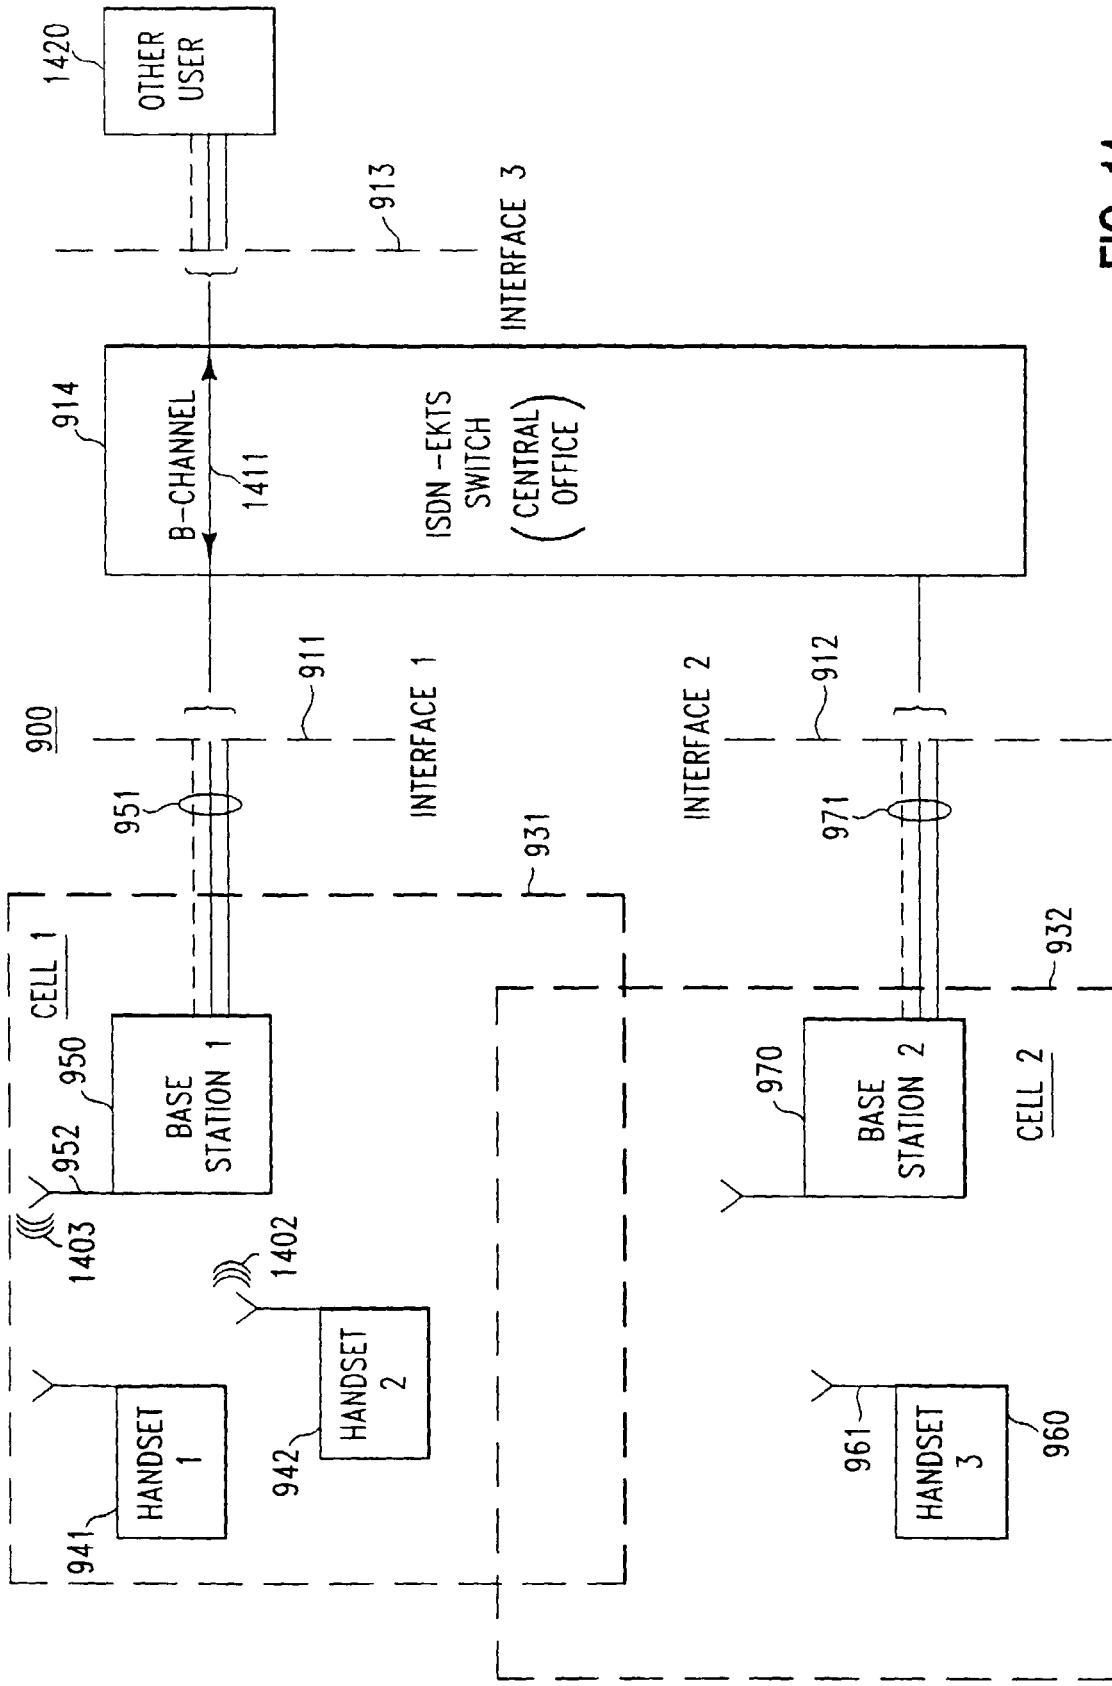 900
CELL 1
941
HANDSET
1
942
HANDSET
2
1402
1403
952
950
BASE
STATION 1
951
911
INTERFACE 1
931
914
B-CHANNEL
1411
ISDN-EKTS
SWITCH
(CENTRAL
OFFICE)
1420
OTHER
USER
913
INTERFACE 3
961
HANDSET
3
960
970
BASE
STATION 2
CELL 2
971
INTERFACE 2
912
932
FIG. 14